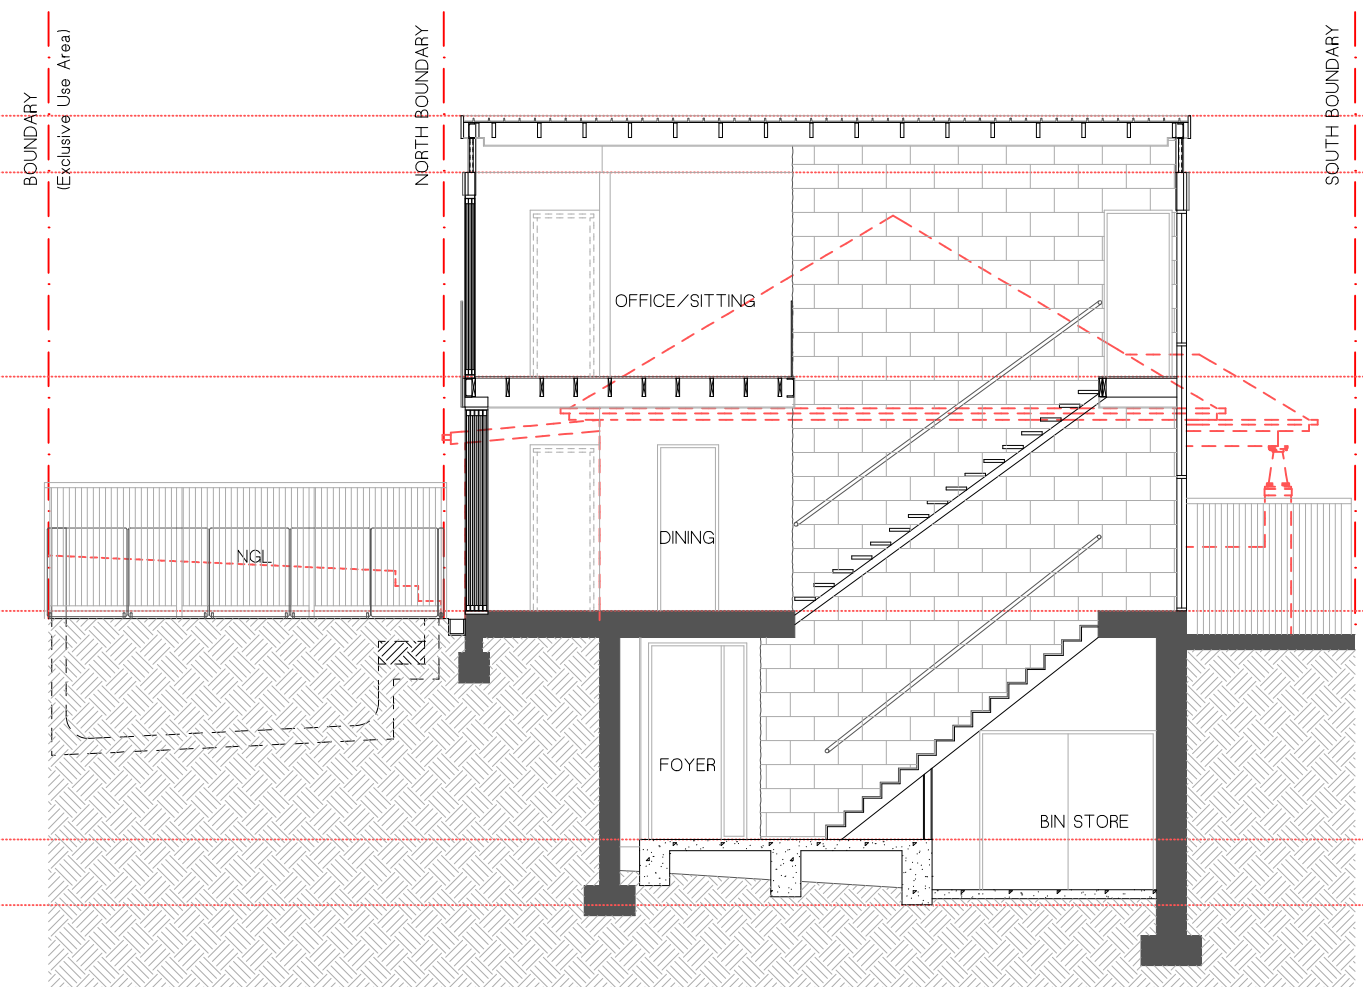 BOUNDARY
(Exclusive Use Area)
NORTH BOUNDARY
SOUTH BOUNDARY
OFFICE/SITTING
DINING
NGL
FOYER
BIN STORE